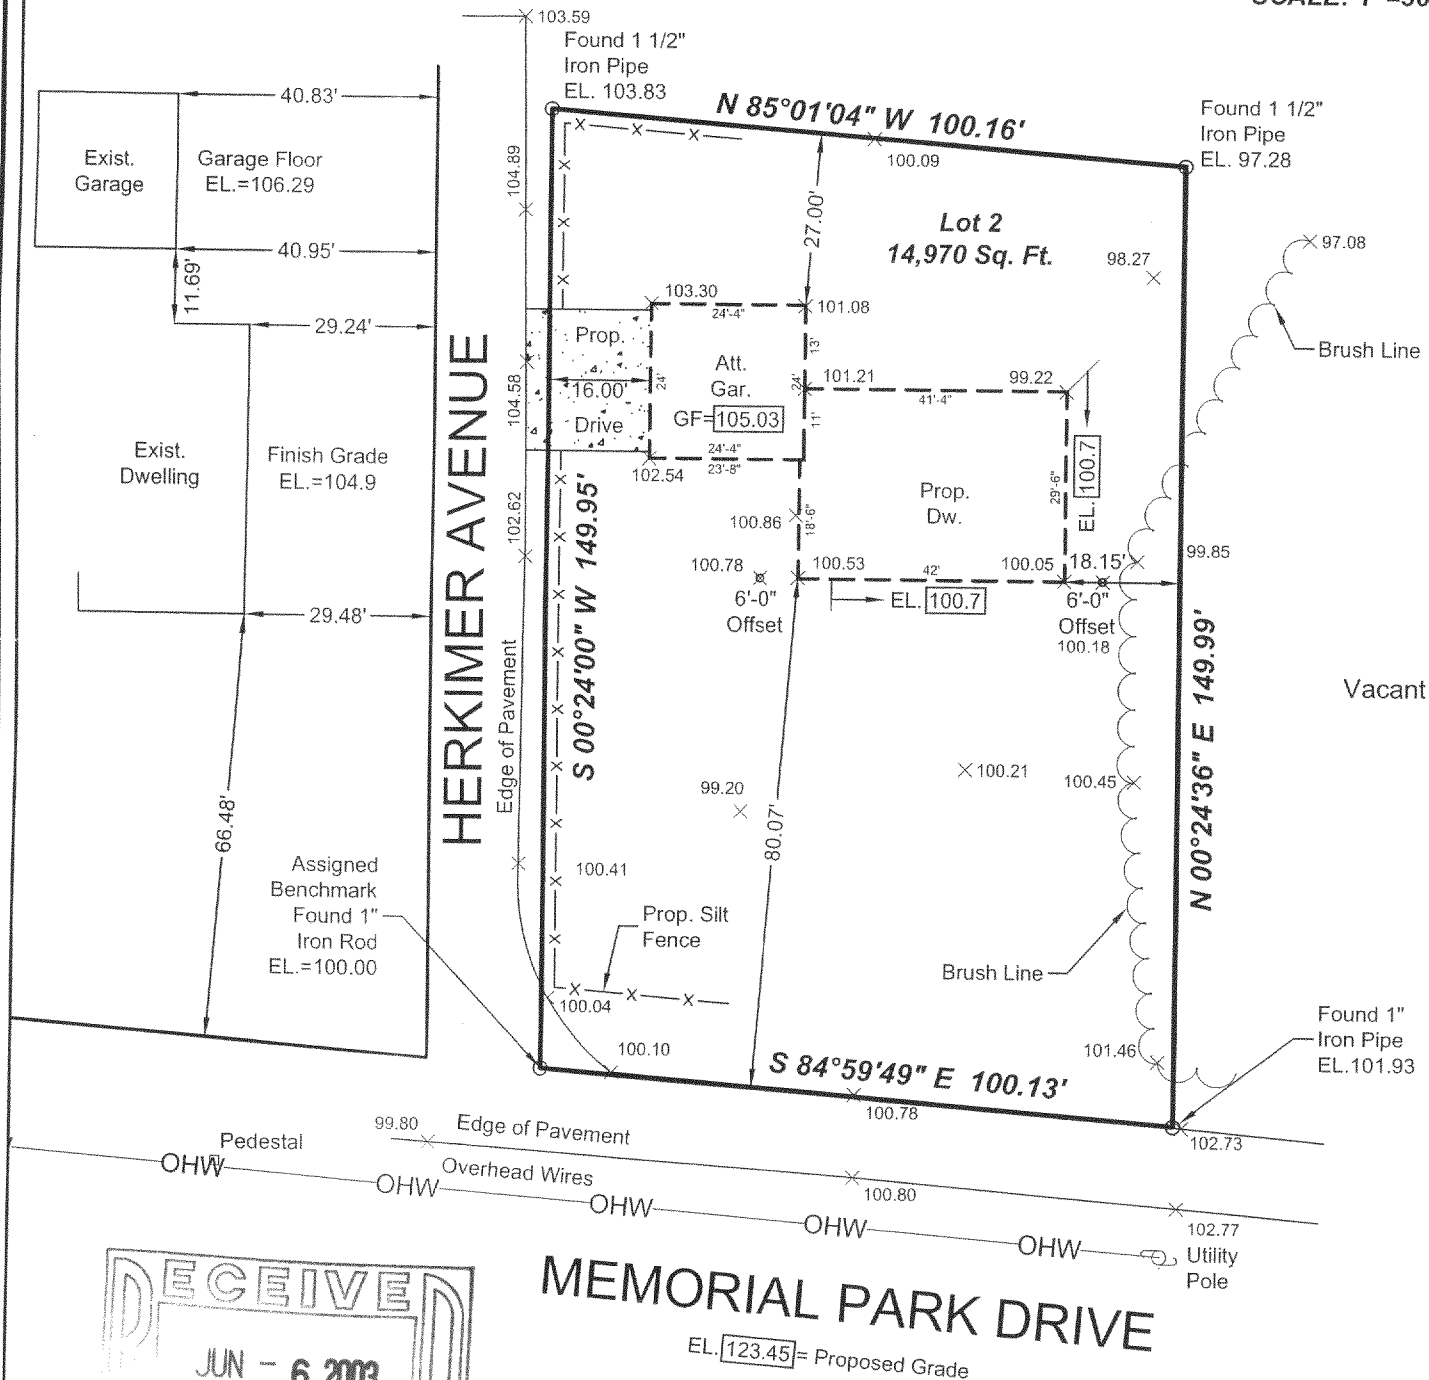 103.59
Found 1 1/2"
Iron Pipe
EL. 103.83
N 85°01'04" W 100.16'
Found 1 1/2"
Iron Pipe
EL. 97.28
40.83'
Exist.
Garage
Garage Floor
EL.=106.29
40.95'
11.69'
29.24'
104.89
100.09
27.00'
Lot 2
14,970 Sq. Ft.
98.27
97.08
Brush Line
103.30
24'-4"
101.08
Prop.
Drive
16.00'
24'
Att.
Gar.
GF=105.03
13'
24'
11'
101.21
99.22
41'-4"
104.58
24'-4"
23'-8"
102.54
Exist.
Dwelling
Finish Grade
EL.=104.9
HERKIMER AVENUE
102.62
S 00°24'00" W 149.95'
Prop.
Dw.
29'-6"
EL. 100.7
100.86
18'-6"
100.78
100.53
42'
100.05
18.15'
99.85
6'-0"
Offset
EL. 100.7
6'-0"
Offset
100.18
29.48'
Edge of Pavement
N 00°24'36" E 149.99'
Vacant
66.48'
99.20
80.07'
100.21
100.45
Assigned
Benchmark
Found 1"
Iron Rod
EL.=100.00
100.41
Prop. Silt
Fence
Brush Line
100.04
100.10
S 84°59'49" E 100.13'
101.46
Found 1"
Iron Pipe
EL.101.93
100.78
102.73
99.80
Edge of Pavement
Pedestal
Overhead Wires
OHW OHW OHW OHW OHW
100.80
102.77
Utility
Pole
RECEIVED
JUN - 6 2003
MEMORIAL PARK DRIVE
EL.123.45= Proposed Grade